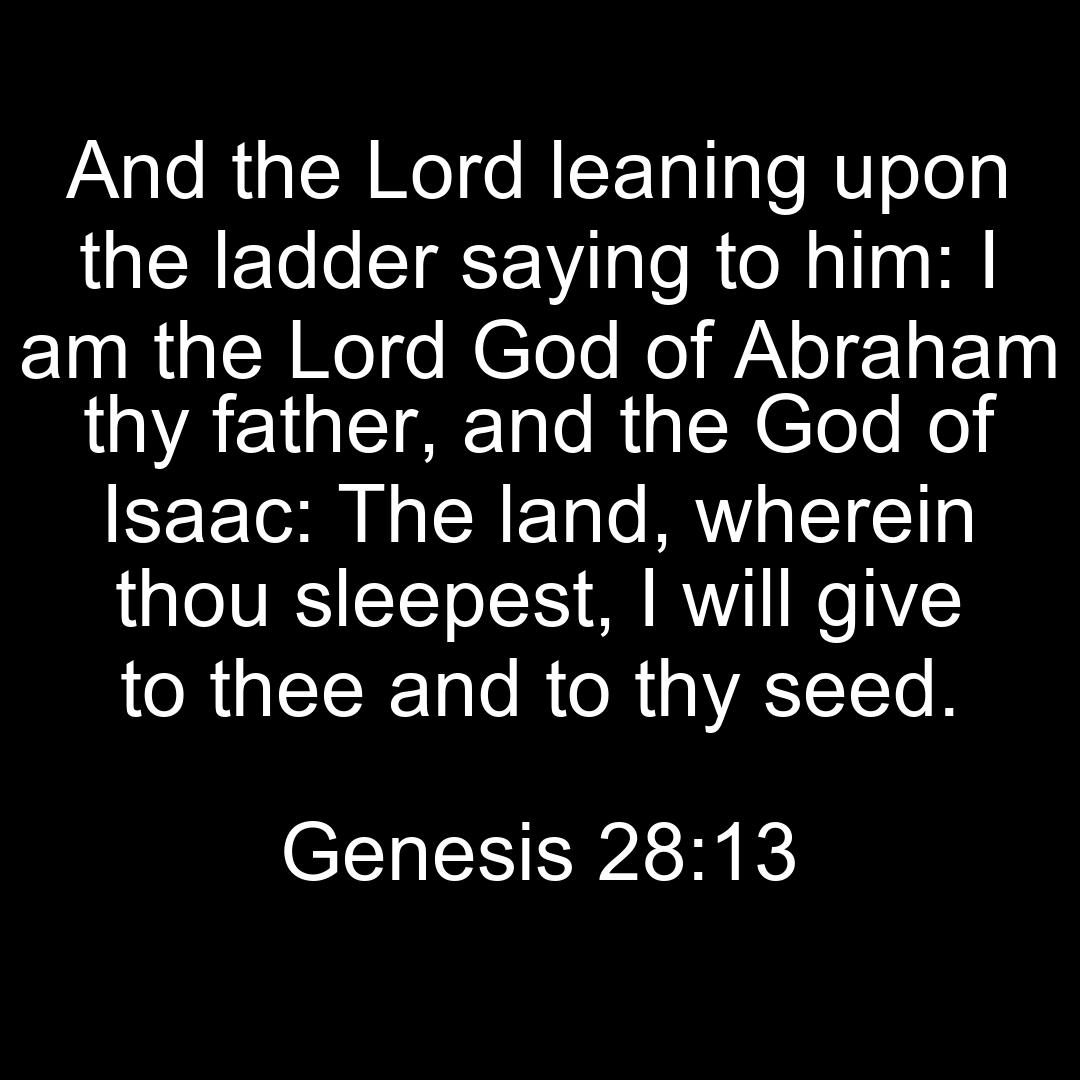 And the Lord leaning upon
the ladder saying to him: I
am the Lord God of Abraham
thy father, and the God of
Isaac: The land, wherein
thou sleepest, I will give
to thee and to thy seed.
Genesis 28:13